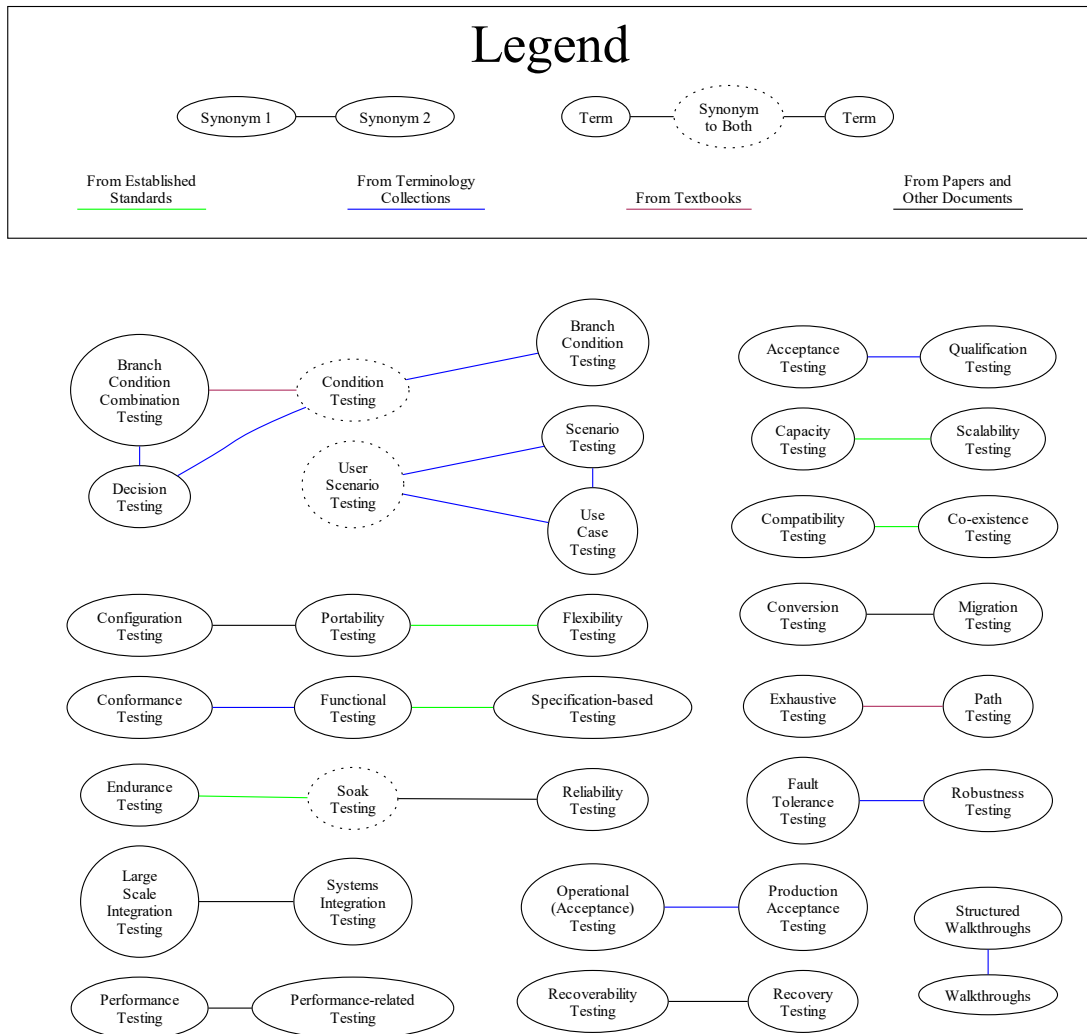 Legend
Synonym 1
Synonym 2
Term
Synonym
to Both
Term
From Established
Standards
From Terminology
Collections
From Textbooks
From Papers and
Other Documents
Branch
Condition
Combination
Testing
Condition
Testing
Branch
Condition
Testing
Decision
Testing
User
Scenario
Testing
Scenario
Testing
Use
Case
Testing
Acceptance
Testing
Qualification
Testing
Capacity
Testing
Scalability
Testing
Compatibility
Testing
Co-existence
Testing
Configuration
Testing
Portability
Testing
Flexibility
Testing
Conversion
Testing
Migration
Testing
Conformance
Testing
Functional
Testing
Specification-based
Testing
Exhaustive
Testing
Path
Testing
Endurance
Testing
Soak
Testing
Reliability
Testing
Fault
Tolerance
Testing
Robustness
Testing
Large
Scale
Integration
Testing
Systems
Integration
Testing
Operational
(Acceptance)
Testing
Production
Acceptance
Testing
Structured
Walkthroughs
Walkthroughs
Performance
Testing
Performance-related
Testing
Recoverability
Testing
Recovery
Testing